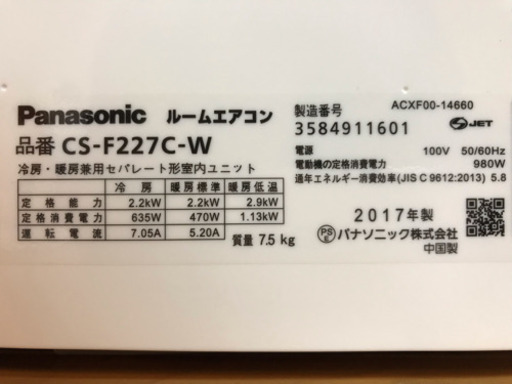 Panasonic ルームエアコン
品番 CS-F227C-W
冷房・暖房兼用セパレート形室内ユニット
冷房 暖房標準 暖房低温
定格能力 2.2kW 2.2kW 2.9kW
定格消費電力 635W 470W 1.13kW
運転電流 7.05A 5.20A
質量 7.5 kg
ACXF00-14660
製造番号
3584911601
JET
電源 100V 50/60Hz
電動機の定格消費電力 980W
通年エネルギー消費効率(JIS C 9612:2013) 5.8
2017年製
PSE パナソニック株式会社
中国製